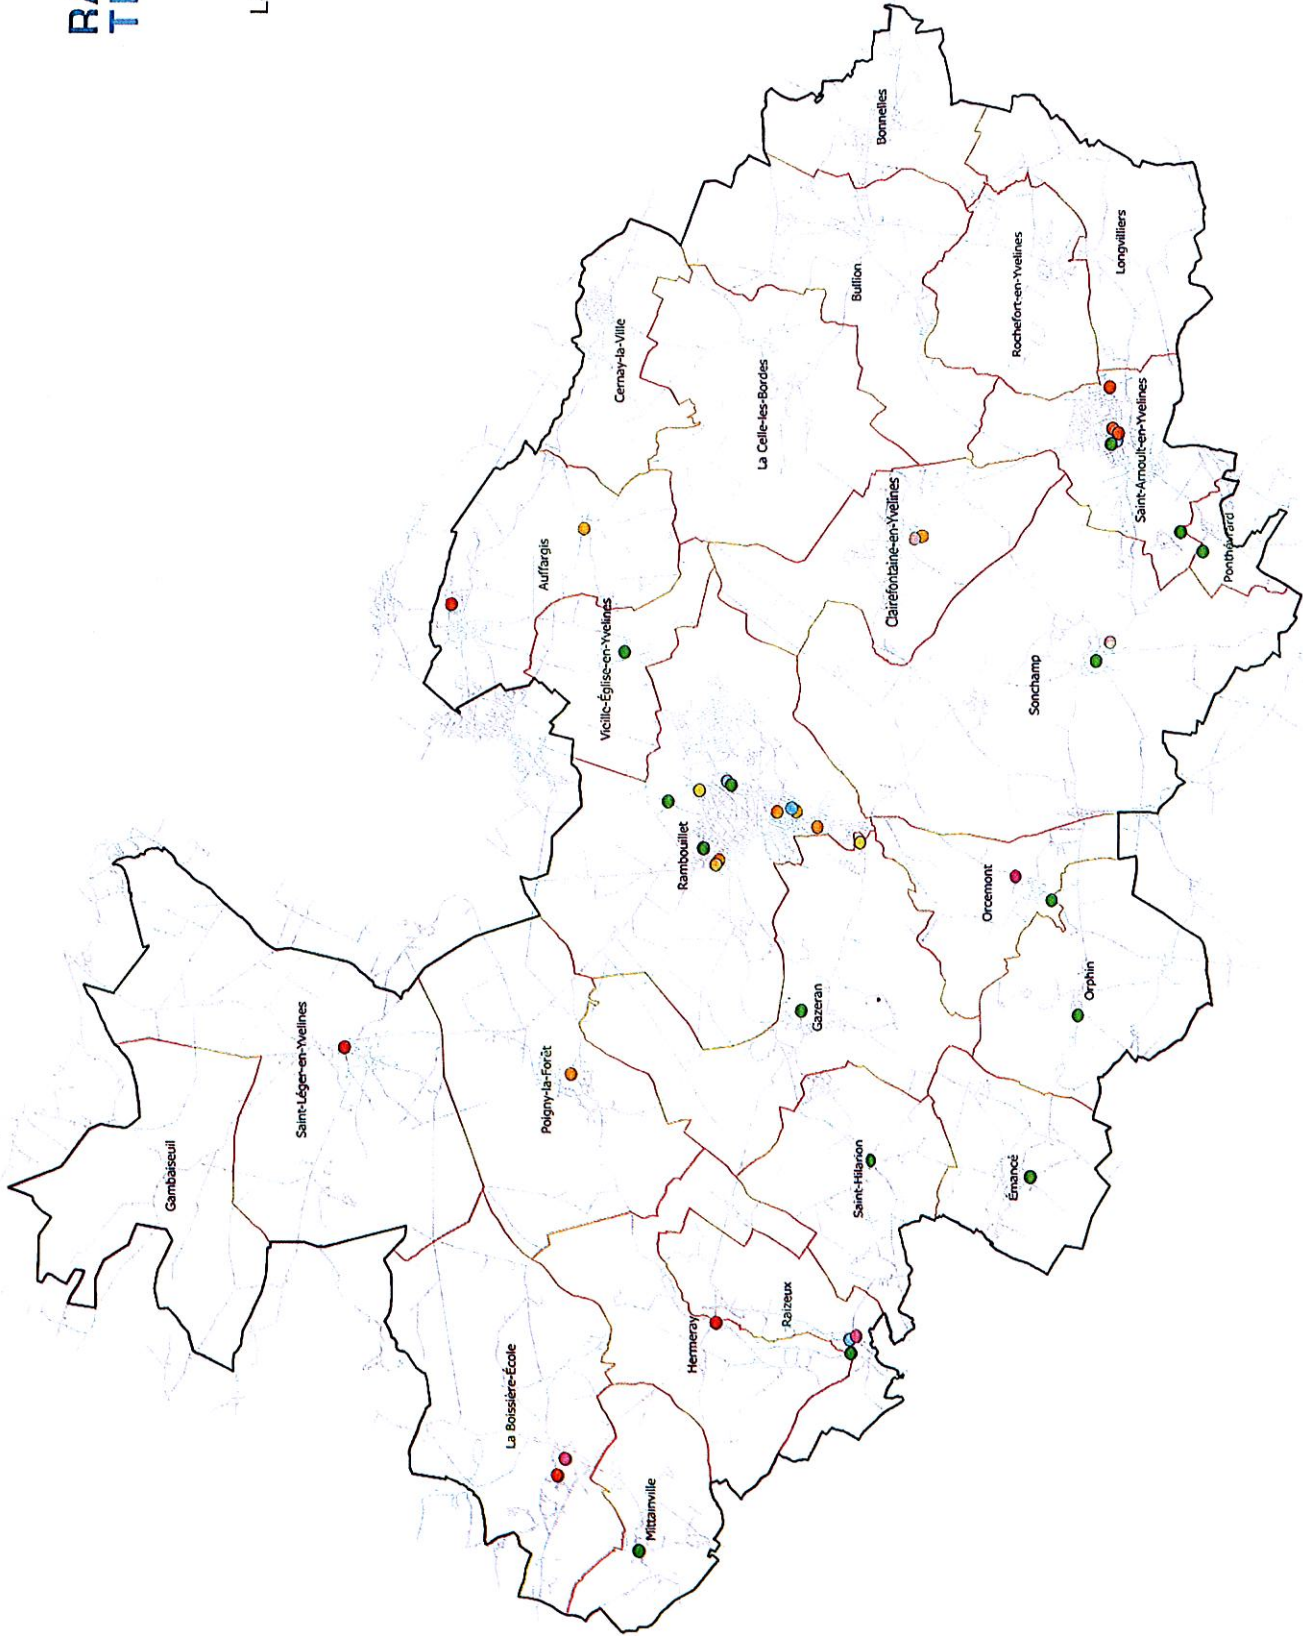 RA
Gambaiseuil
L
Saint-Léger-en-Yvelines
La Boissière-École
Poigny-la-Forêt
Auffargis
Vieille-Église-en-Yvelines
Cernay-la-Ville
Mittainville
Rambouillet
Hermeray
La Celle-les-Bordes
Raizeux
Gazeran
Bullion
Saint-Hilarion
Bonnelles
Clairefontaine-en-Yvelines
Orcemont
Émancé
Rochefort-en-Yvelines
Sonchamp
Orphin
Longvilliers
Saint-Arnoult-en-Yvelines
Ponthévrard